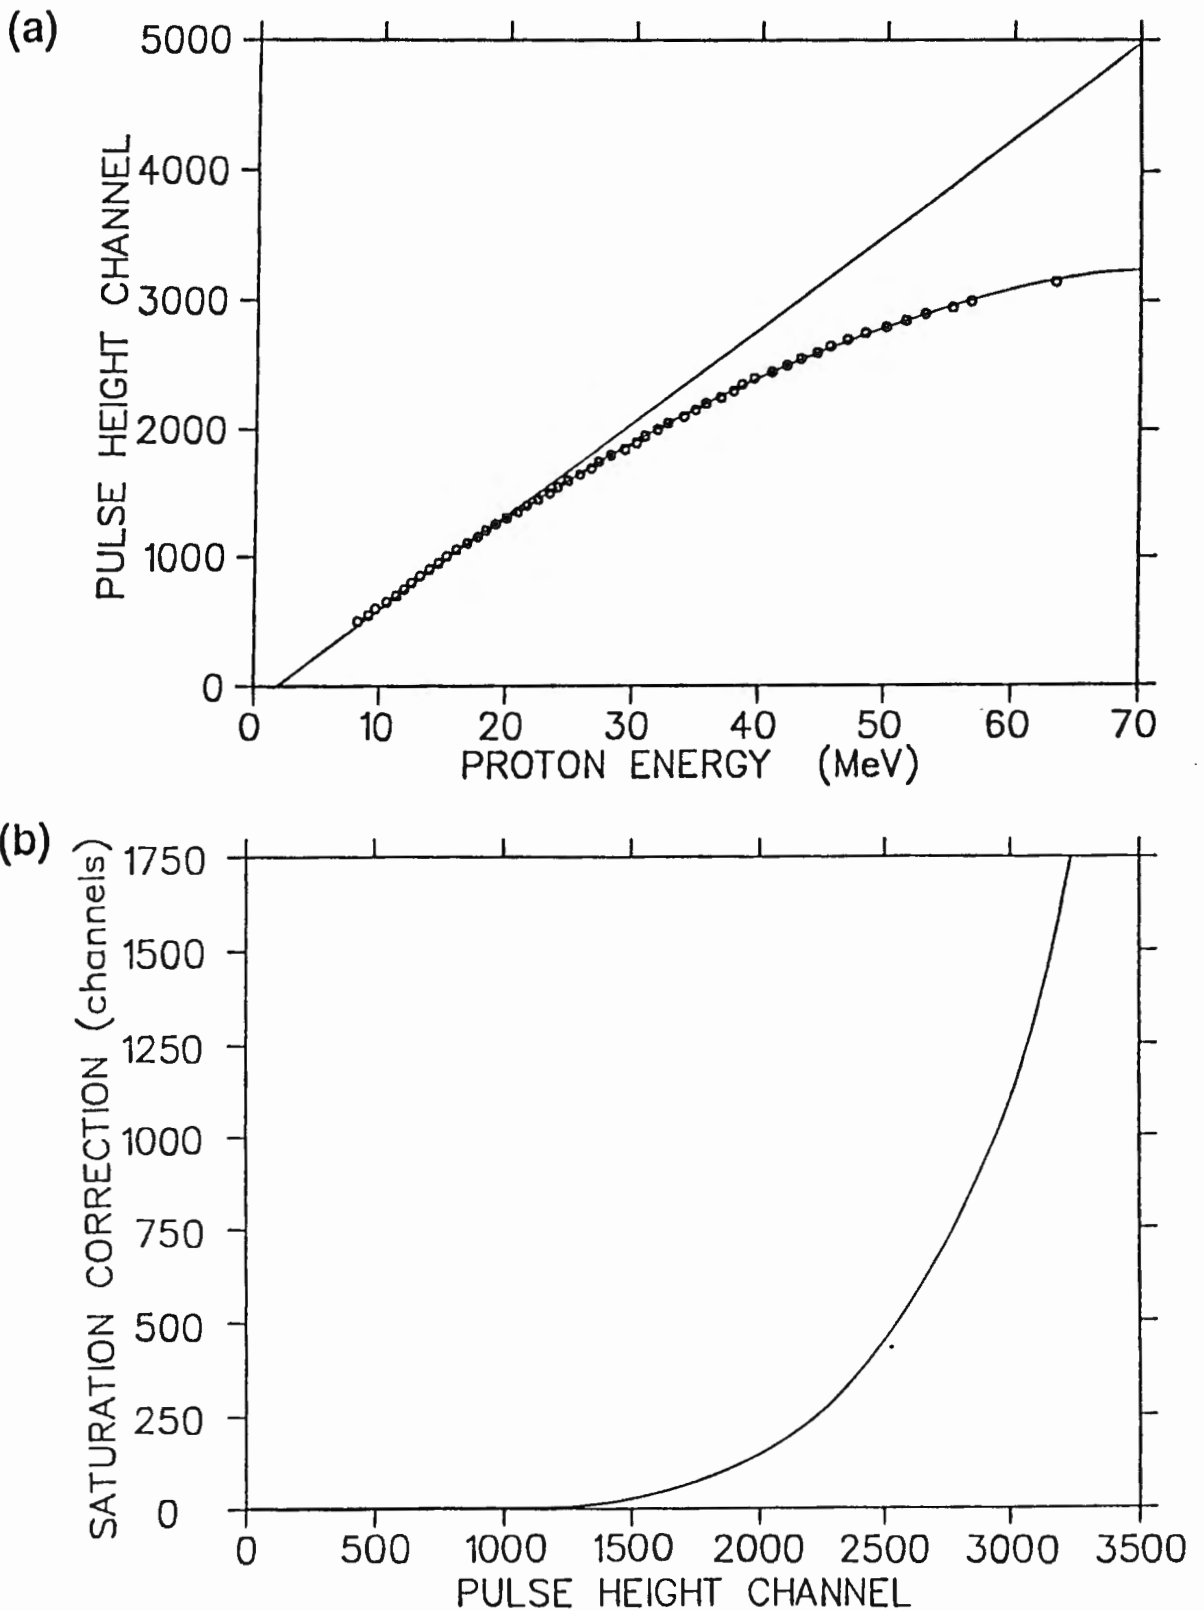 (a)
5000
4000
3000
2000
1000
0
PULSE HEIGHT CHANNEL
0 10 20 30 40 50 60 70
PROTON ENERGY (MeV)
(b)
1750
1500
1250
1000
750
500
250
0
SATURATION CORRECTION (channels)
0 500 1000 1500 2000 2500 3000 3500
PULSE HEIGHT CHANNEL